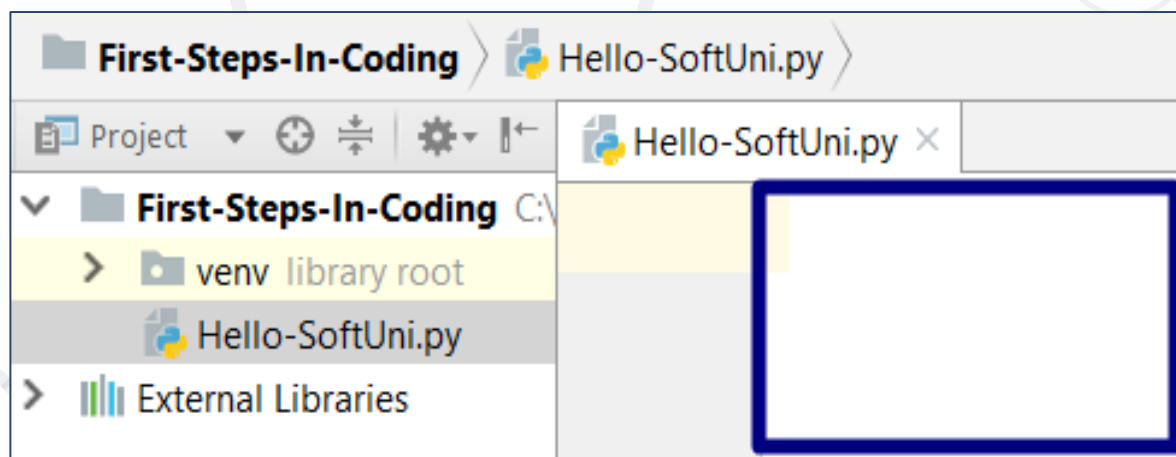 First-Steps-In-Coding Hello-SoftUni.py
Project Hello-SoftUni.py
First-Steps-In-Coding C:\
venv library root
Hello-SoftUni.py
External Libraries